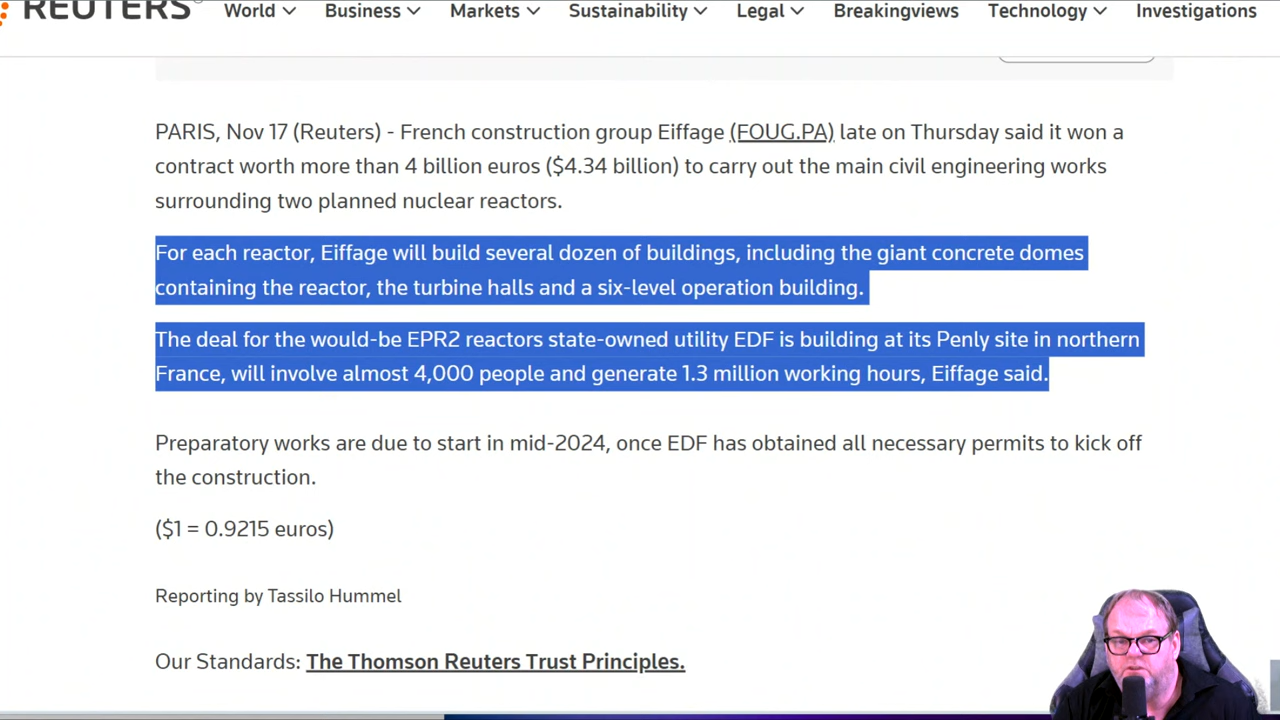 REUTERS
World Business Markets Sustainability Legal Breakingviews Technology Investigations
PARIS, Nov 17 (Reuters) - French construction group Eiffage (FOUG.PA) late on Thursday said it won a
contract worth more than 4 billion euros ($4.34 billion) to carry out the main civil engineering works
surrounding two planned nuclear reactors.
For each reactor, Eiffage will build several dozen of buildings, including the giant concrete domes
containing the reactor, the turbine halls and a six-level operation building.
The deal for the would-be EPR2 reactors state-owned utility EDF is building at its Penly site in northern
France, will involve almost 4,000 people and generate 1.3 million working hours, Eiffage said.
Preparatory works are due to start in mid-2024, once EDF has obtained all necessary permits to kick off
the construction.
($1 = 0.9215 euros)
Reporting by Tassilo Hummel
Our Standards: The Thomson Reuters Trust Principles.